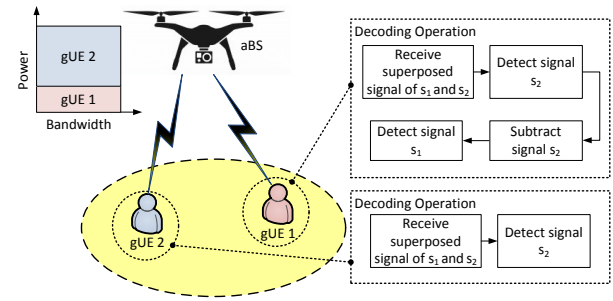 Power
gUE 2
gUE 1
Bandwidth
aBS
gUE 2
gUE 1
Decoding Operation
Receive
superposed
signal of s₁ and s₂
Detect signal
s₂
Detect signal
s₁
Subtract
signal s₂
Decoding Operation
Receive
superposed
signal of s₁ and s₂
Detect signal
s₂